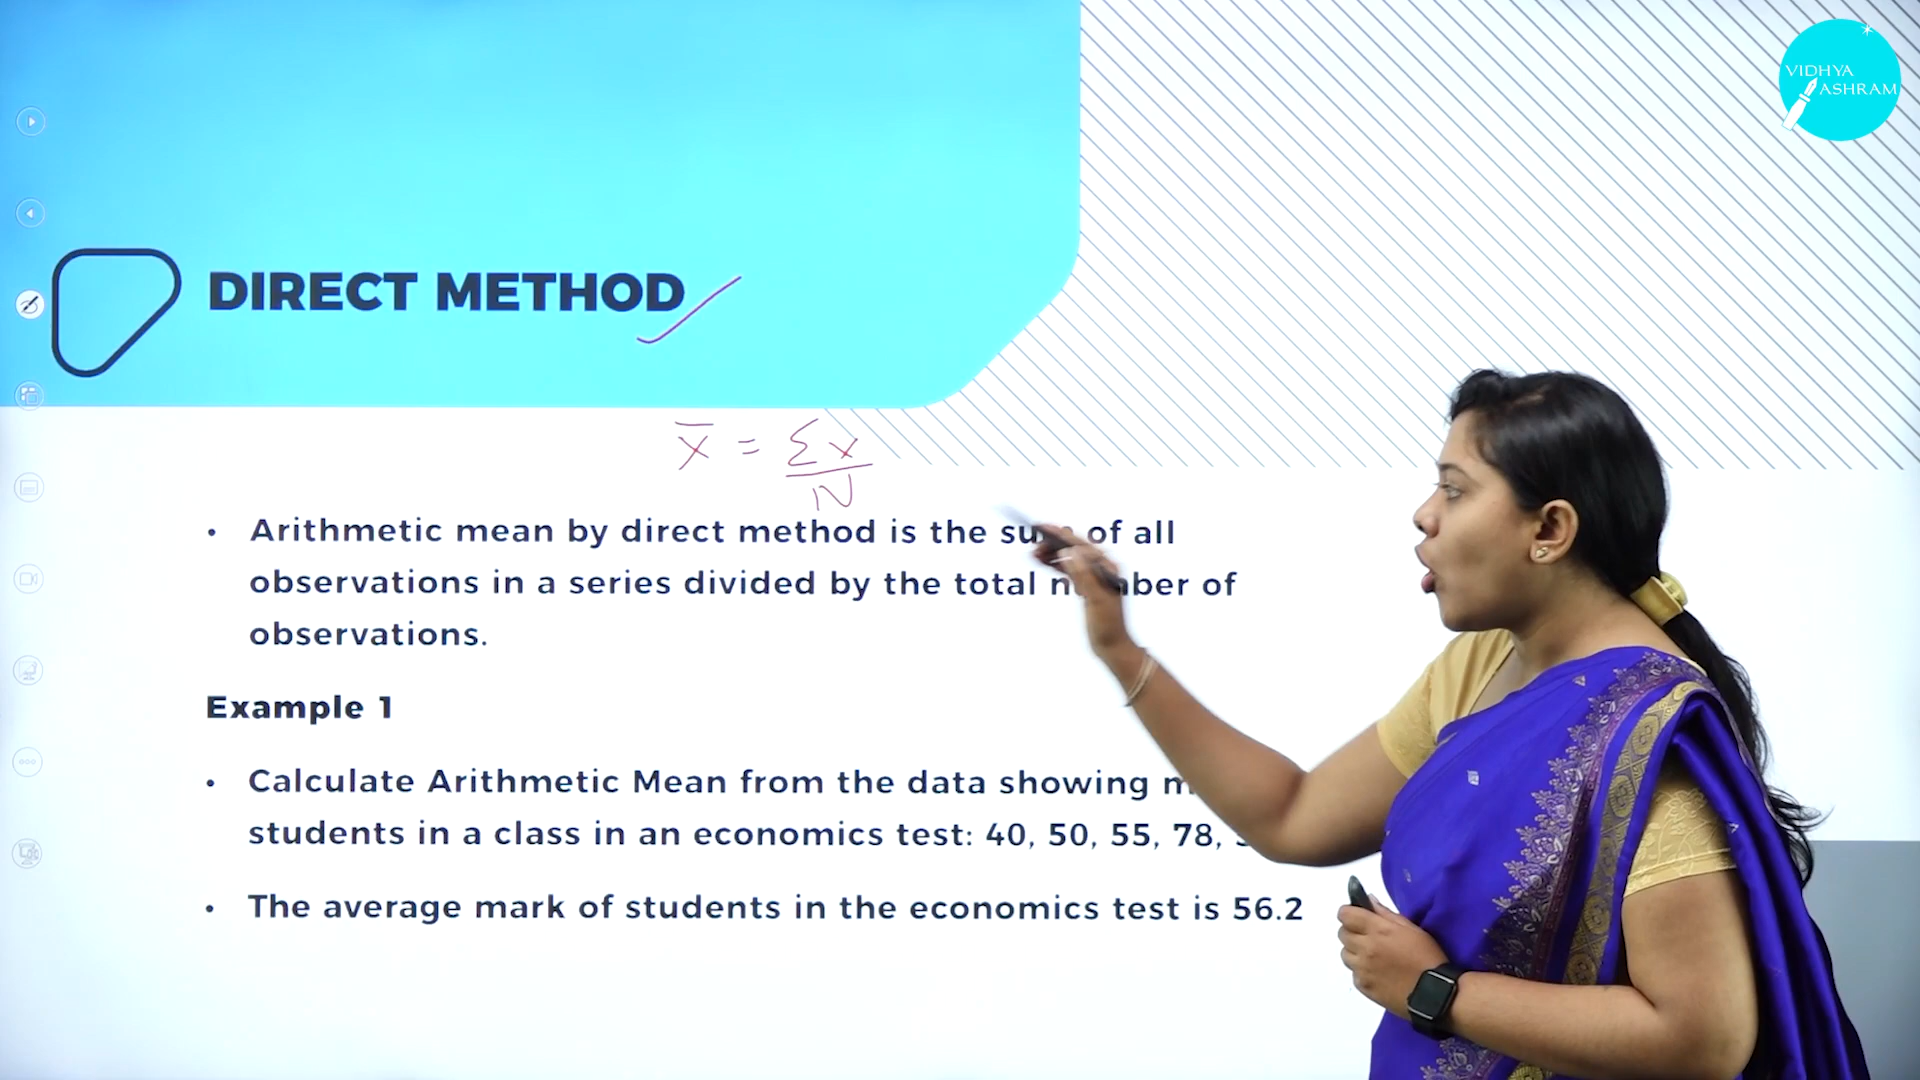 VIDHYA
ASHRAM
DIRECT METHOD
x̄ = Σx
N
• Arithmetic mean by direct method is the of all
observations in a series divided by the total of
observations.
Example 1
• Calculate Arithmetic Mean from the data showing
students in a class in an economics test: 40, 50, 55, 78,
• The average mark of students in the economics test is 56.2